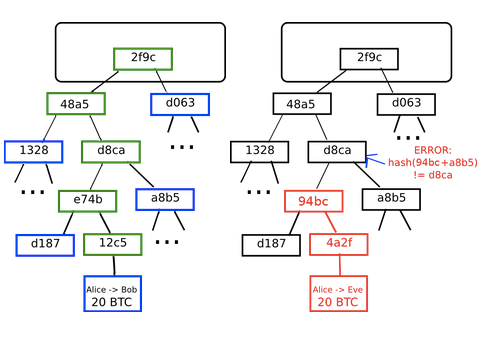 2f9c
48a5
d063
...
1328
d8ca
...
e74b
a8b5
d187
12c5
...
Alice -> Bob
20 BTC
2f9c
48a5
d063
...
1328
d8ca
ERROR:
hash(94bc+a8b5)
!= d8ca
...
94bc
a8b5
d187
4a2f
Alice -> Eve
20 BTC